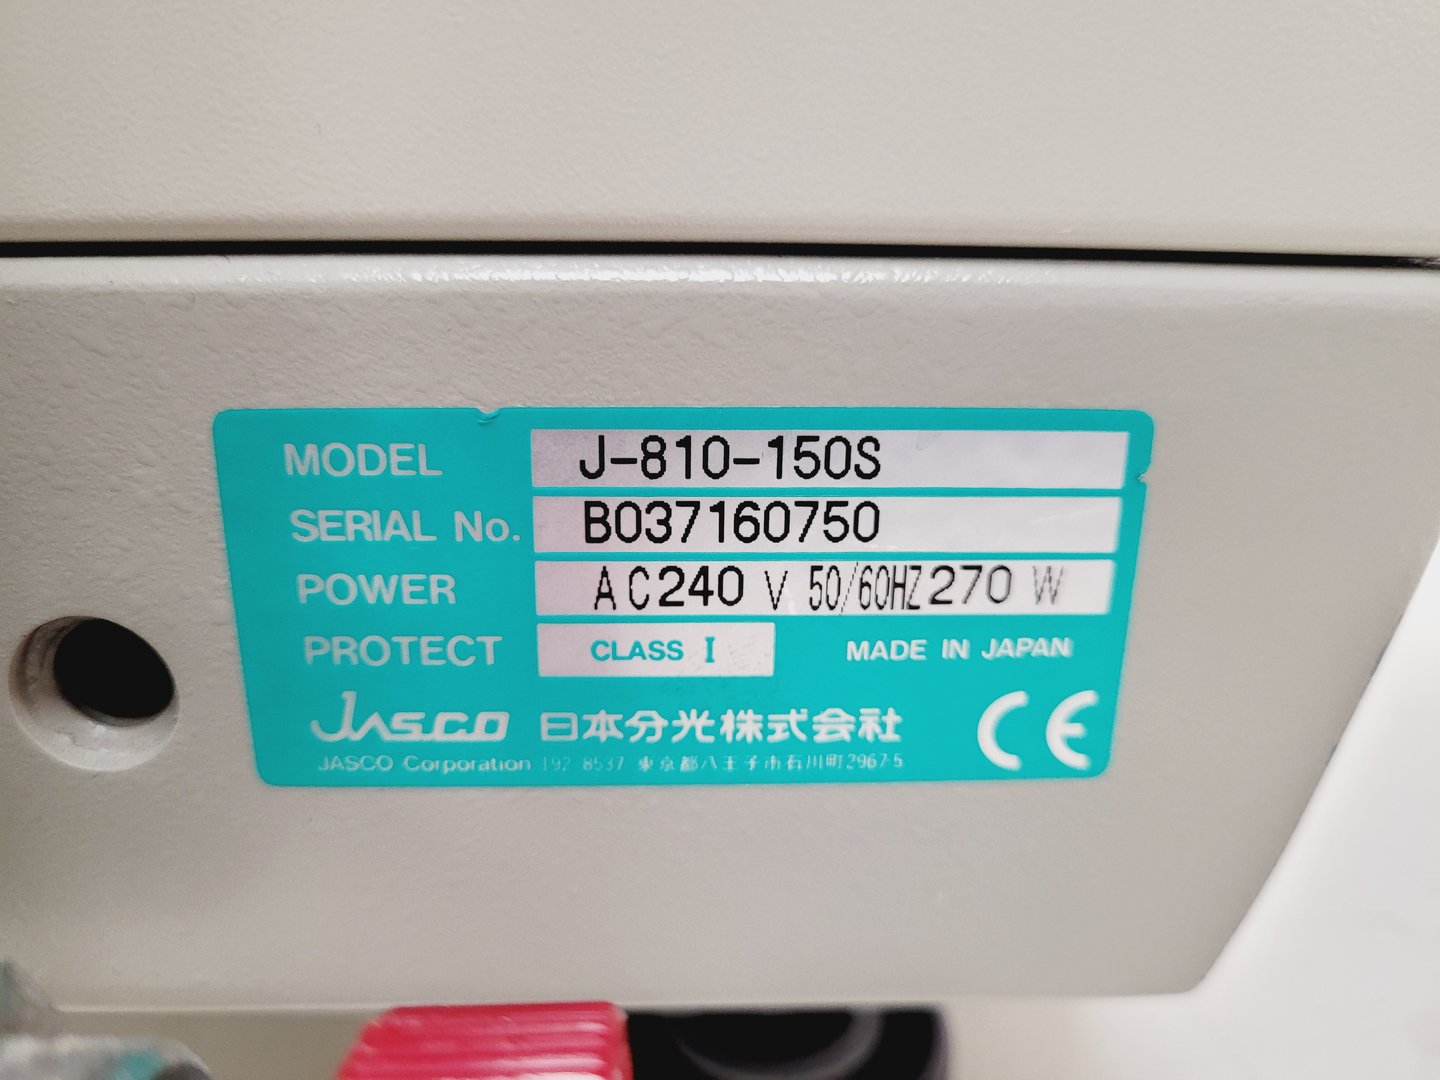 MODEL J-810-150S
SERIAL No. B037160750
POWER AC240 V 50/60HZ 270 W
PROTECT CLASS I MADE IN JAPAN
JASCO 日本分光株式会社 CE
JASCO Corporation 192-8537 東京都八王子市石川町2967-5